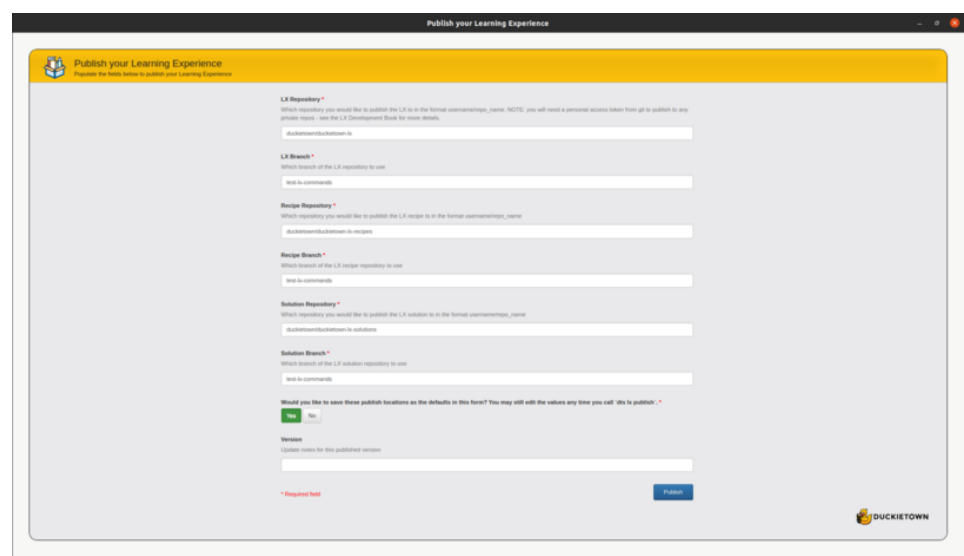 Publish your Learning Experience
Publish your Learning Experience
Populate the fields below to publish your Learning Experience
LX Repository *
Which repository you would like to publish the LX to in the format username/repo_name. NOTE: you will need a personal access token from git to publish to any
private repos - see the LX Development Book for more details.
duckietown/duckietown-lx
LX Branch *
Which branch of the LX repository to use
test-lx-commands
Recipe Repository *
Which repository you would like to publish the LX recipe to in the format username/repo_name
duckietown/duckietown-lx-recipes
Recipe Branch *
Which branch of the LX recipe repository to use
test-lx-commands
Solution Repository *
Which repository you would like to publish the LX solution to in the format username/repo_name
duckietown/duckietown-lx-solutions
Solution Branch *
Which branch of the LX solution repository to use
test-lx-commands
Would you like to save these publish locations as the defaults in this form? You may still edit the values any time you call `dts lx publish`. *
Yes No
Version
Update notes for this published version
* Required field
Publish
DUCKIETOWN